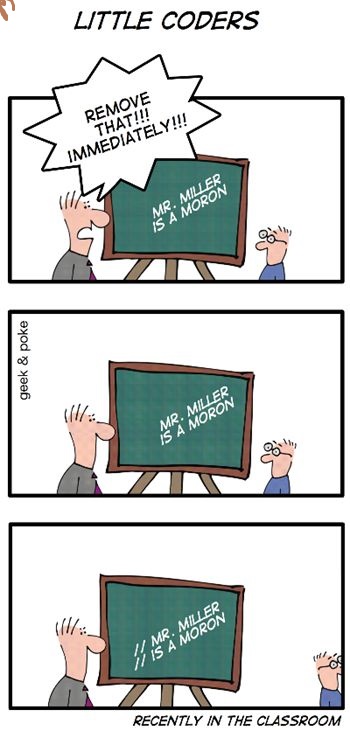 LITTLE CODERS
REMOVE
THAT!!!
IMMEDIATELY!!!
MR. MILLER
IS A MORON
geek & poke
MR. MILLER
IS A MORON
// MR. MILLER
// IS A MORON
RECENTLY IN THE CLASSROOM